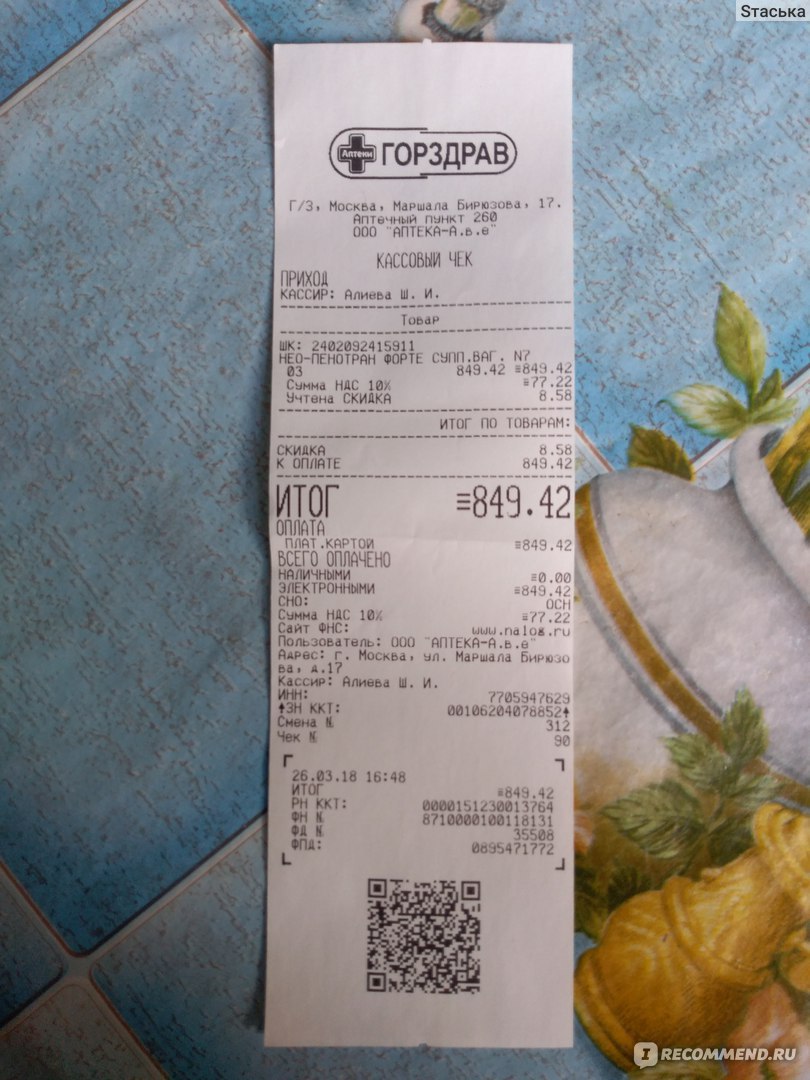 Staська
Аптеки ГОРЗДРАВ
Г/З, Москва, Маршала Бирюзова, 17.
Аптечный пункт 260
ООО "АПТЕКА-А.в.е"
КАССОВЫЙ ЧЕК
ПРИХОД
КАССИР: Алиева Ш. И.
Товар
ШК: 2402092415911
НЕО-ПЕНОТРАН ФОРТЕ СУПП.ВАГ. N7
03 849.42 ≡849.42
Сумма НДС 10% ≡77.22
Учтена СКИДКА 8.58
ИТОГ ПО ТОВАРАМ:
СКИДКА 8.58
К ОПЛАТЕ 849.42
ИТОГ ≡849.42
ОПЛАТА
ПЛАТ.КАРТОЙ ≡849.42
ВСЕГО ОПЛАЧЕНО
НАЛИЧНЫМИ ≡0.00
ЭЛЕКТРОННЫМИ ≡849.42
СНО: ОСН
Сумма НДС 10% ≡77.22
Сайт ФНС: www.nalog.ru
Пользователь: ООО "АПТЕКА-А.в.е"
Адрес: г. Москва, ул. Маршала Бирюзо
ва, д.17
Кассир: Алиева Ш. И.
ИНН: 7705947629
ЗН ККТ: 00106204078852
Смена № 312
Чек № 90
26.03.18 16:48
ИТОГ ≡849.42
РН ККТ: 0000151230013764
ФН № 8710000100118131
ФД № 35508
ФПД: 0895471772
IRECOMMEND.RU